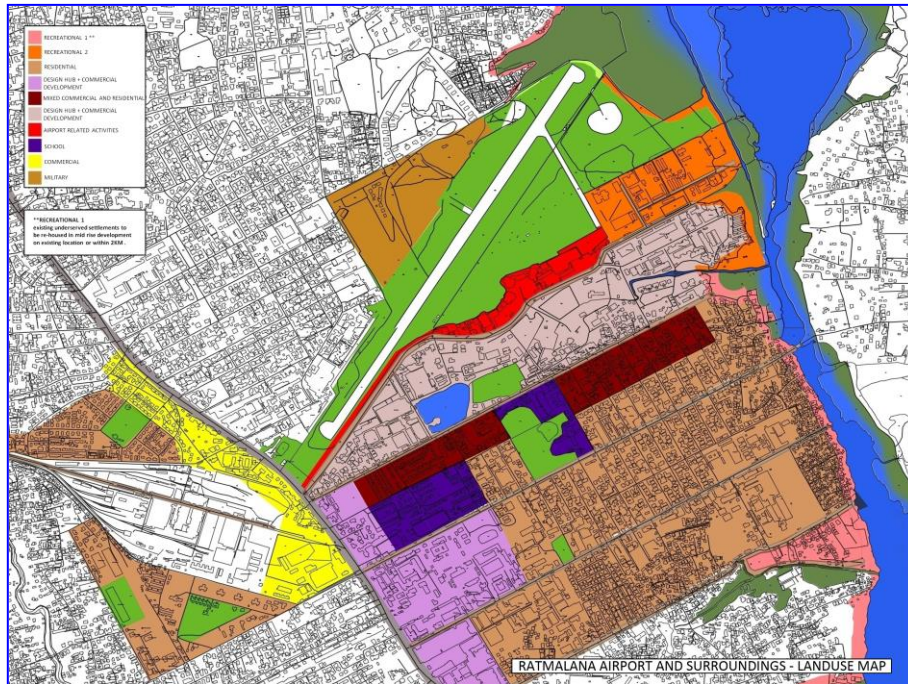 RECREATIONAL 1 **
RECREATIONAL 2
RESIDENTIAL
DESIGN HUB + COMMERCIAL
DEVELOPMENT
MIXED COMMERCIAL AND RESIDENTIAL
DESIGN HUB + COMMERCIAL
DEVELOPMENT
AIRPORT RELATED ACTIVITIES
SCHOOL
COMMERCIAL
MILITARY
**RECREATIONAL 1
existing underserved settlements to
be re-housed in mid rise development
on existing location or within 2KM.
RATMALANA AIRPORT AND SURROUNDINGS - LANDUSE MAP